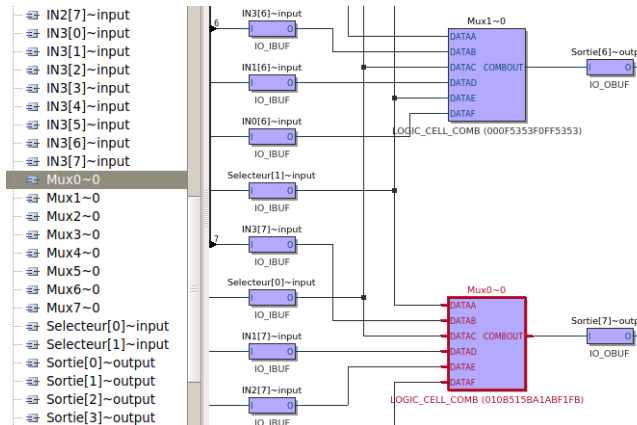 IN2[7]~input
IN3[0]~input
IN3[1]~input
IN3[2]~input
IN3[3]~input
IN3[4]~input
IN3[5]~input
IN3[6]~input
IN3[7]~input
Mux0~0
Mux1~0
Mux2~0
Mux3~0
Mux4~0
Mux5~0
Mux6~0
Mux7~0
Selecteur[0]~input
Selecteur[1]~input
Sortie[0]~output
Sortie[1]~output
Sortie[2]~output
Sortie[3]~output
6
IN3[6]~input
I O
IO_IBUF
IN1[6]~input
I O
IO_IBUF
IN0[6]~input
I O
IO_IBUF
Selecteur[1]~input
I O
IO_IBUF
7
IN3[7]~input
I O
IO_IBUF
Selecteur[0]~input
I O
IO_IBUF
IN1[7]~input
I O
IO_IBUF
IN2[7]~input
I O
IO_IBUF
Mux1~0
DATAA
DATAB
DATAC COMBOUT
DATAD
DATAE
DATAF
LOGIC_CELL_COMB (000F5353F0FF5353)
Sortie[6]~outp
I O
IO_OBUF
Mux0~0
DATAA
DATAB
DATAC COMBOUT
DATAD
DATAE
DATAF
LOGIC_CELL_COMB (010B515BA1ABF1FB)
Sortie[7]~outp
I O
IO_OBUF